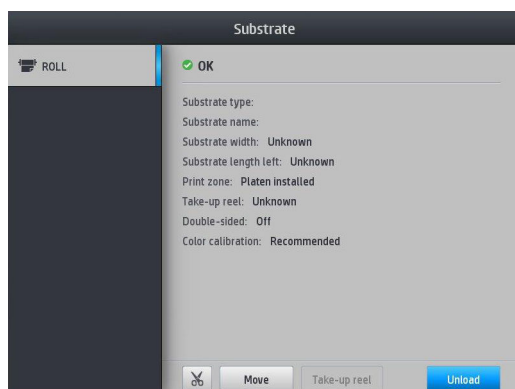 Substrate
ROLL
OK
Substrate type:
Substrate name:
Substrate width: Unknown
Substrate length left: Unknown
Print zone: Platen installed
Take-up reel: Unknown
Double-sided: Off
Color calibration: Recommended
Move Take-up reel Unload